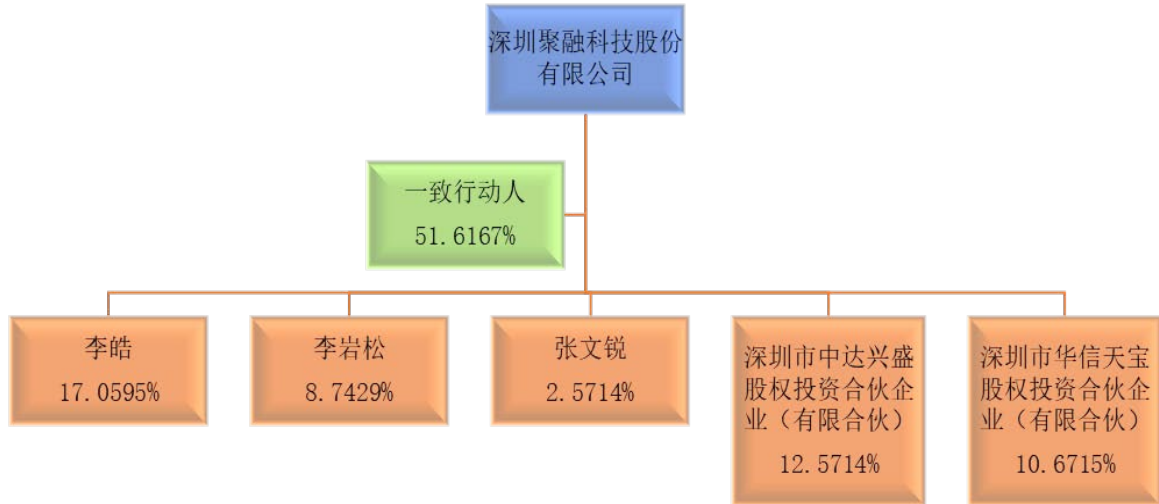 深圳聚融科技股份
有限公司
一致行动人
51.6167%
李皓
17.0595%
李岩松
8.7429%
张文锐
2.5714%
深圳市中达兴盛
股权投资合伙企
业（有限合伙）
12.5714%
深圳市华信天宝
股权投资合伙企
业（有限合伙）
10.6715%